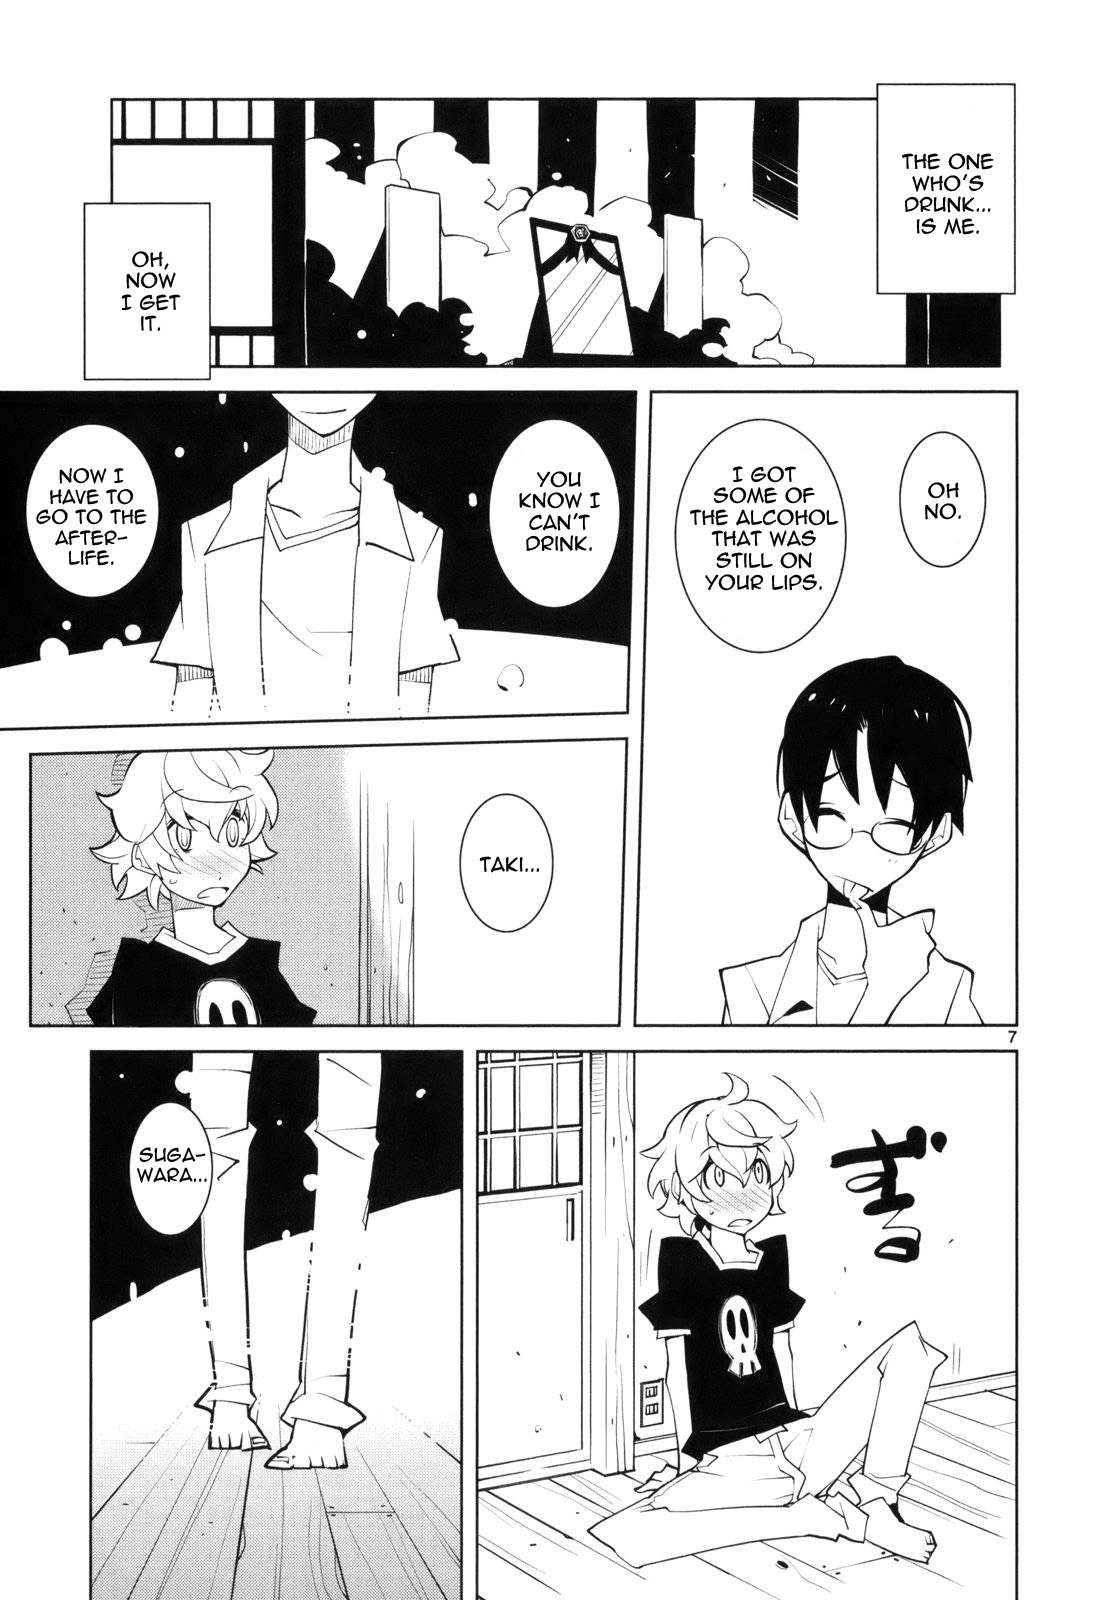 THE ONE
WHO'S
DRUNK...
IS ME.
OH,
NOW
I GET
IT.
OH
NO.
I GOT
SOME OF
THE ALCOHOL
THAT WAS
STILL ON
YOUR LIPS.
YOU
KNOW I
CAN'T
DRINK.
NOW I
HAVE TO
GO TO THE
AFTER-
LIFE.
TAKI...
7
ずる
SUGA-
WARA...